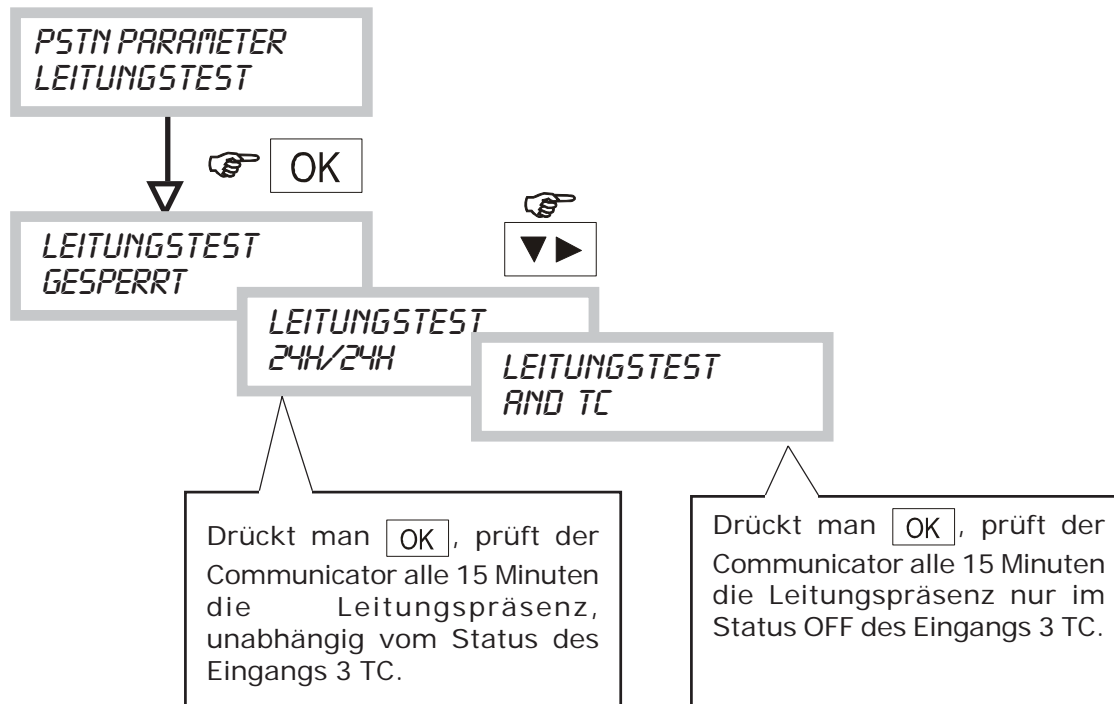 PSTN PARAMETER
LEITUNGSTEST
OK
LEITUNGSTEST
GESPERRT
LEITUNGSTEST
24H/24H
LEITUNGSTEST
AND TC
Drückt man OK, prüft der
Communicator alle 15 Minuten
die Leitungspräsenz,
unabhängig vom Status des
Eingangs 3 TC.
Drückt man OK, prüft der
Communicator alle 15 Minuten
die Leitungspräsenz nur im
Status OFF des Eingangs 3 TC.